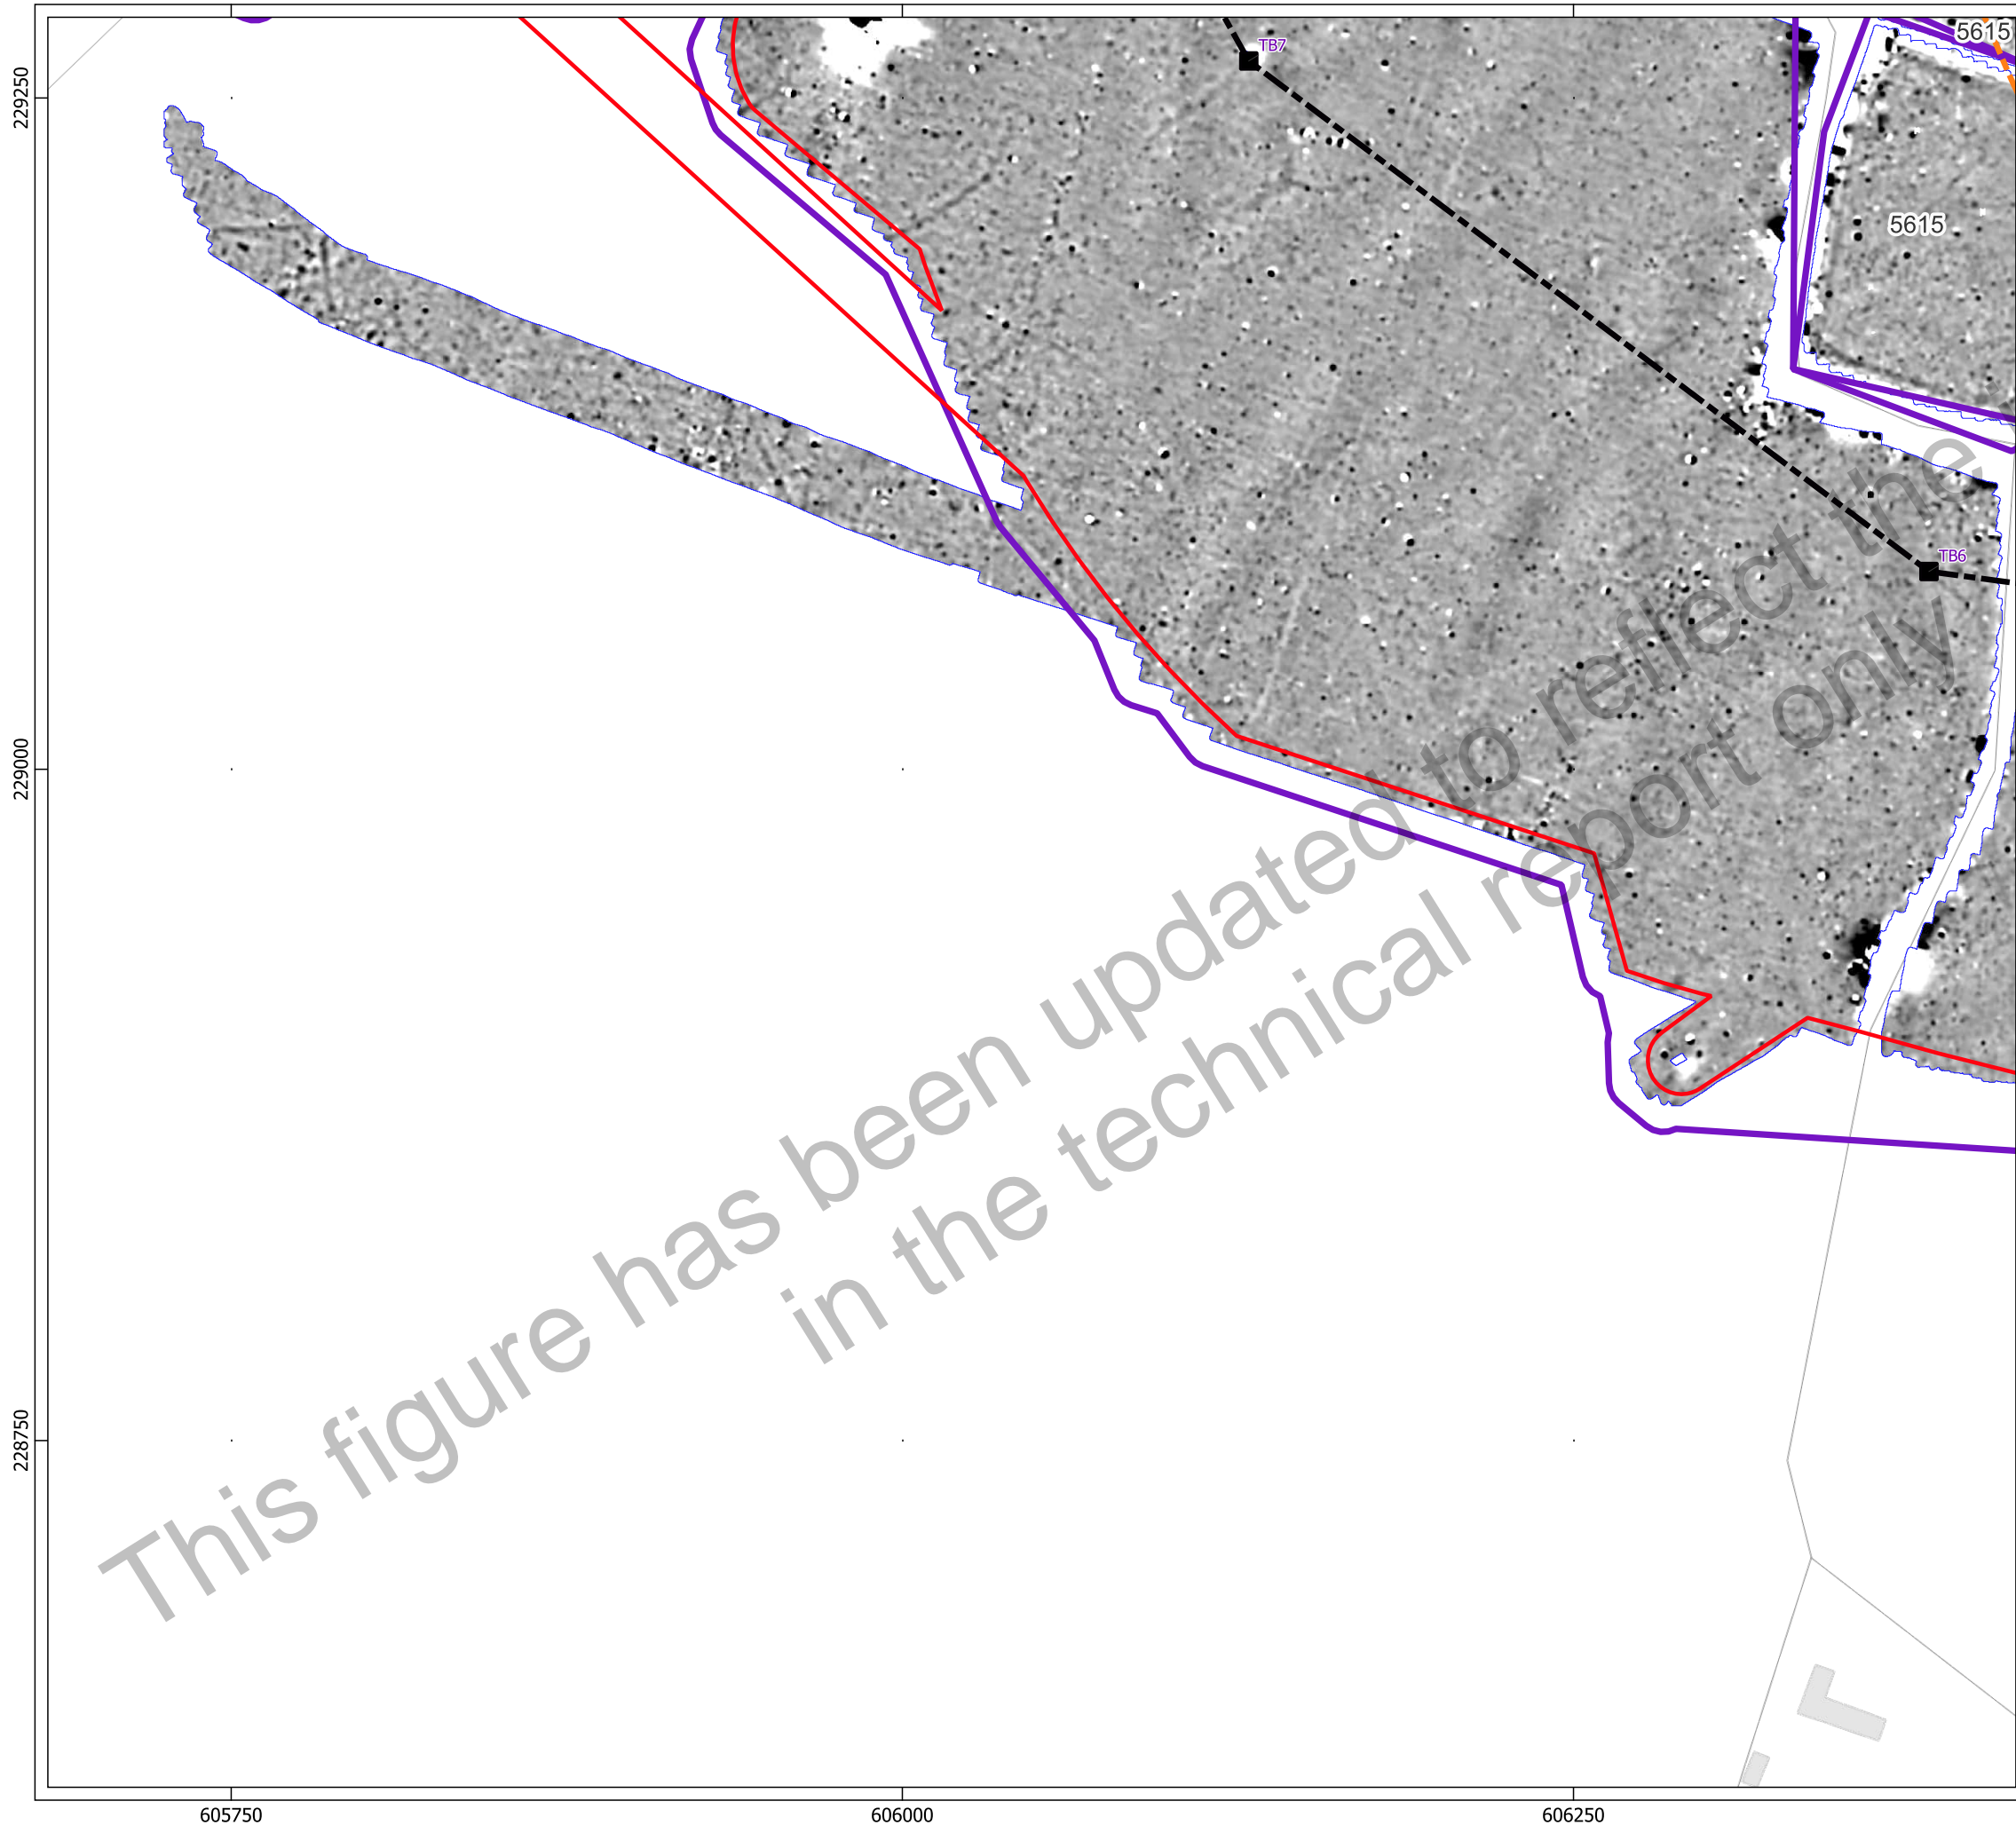 5615
TB7
229250
5615
TB6
229000
This figure has been updated to reflect the
in the technical report only
228750
605750
606000
606250